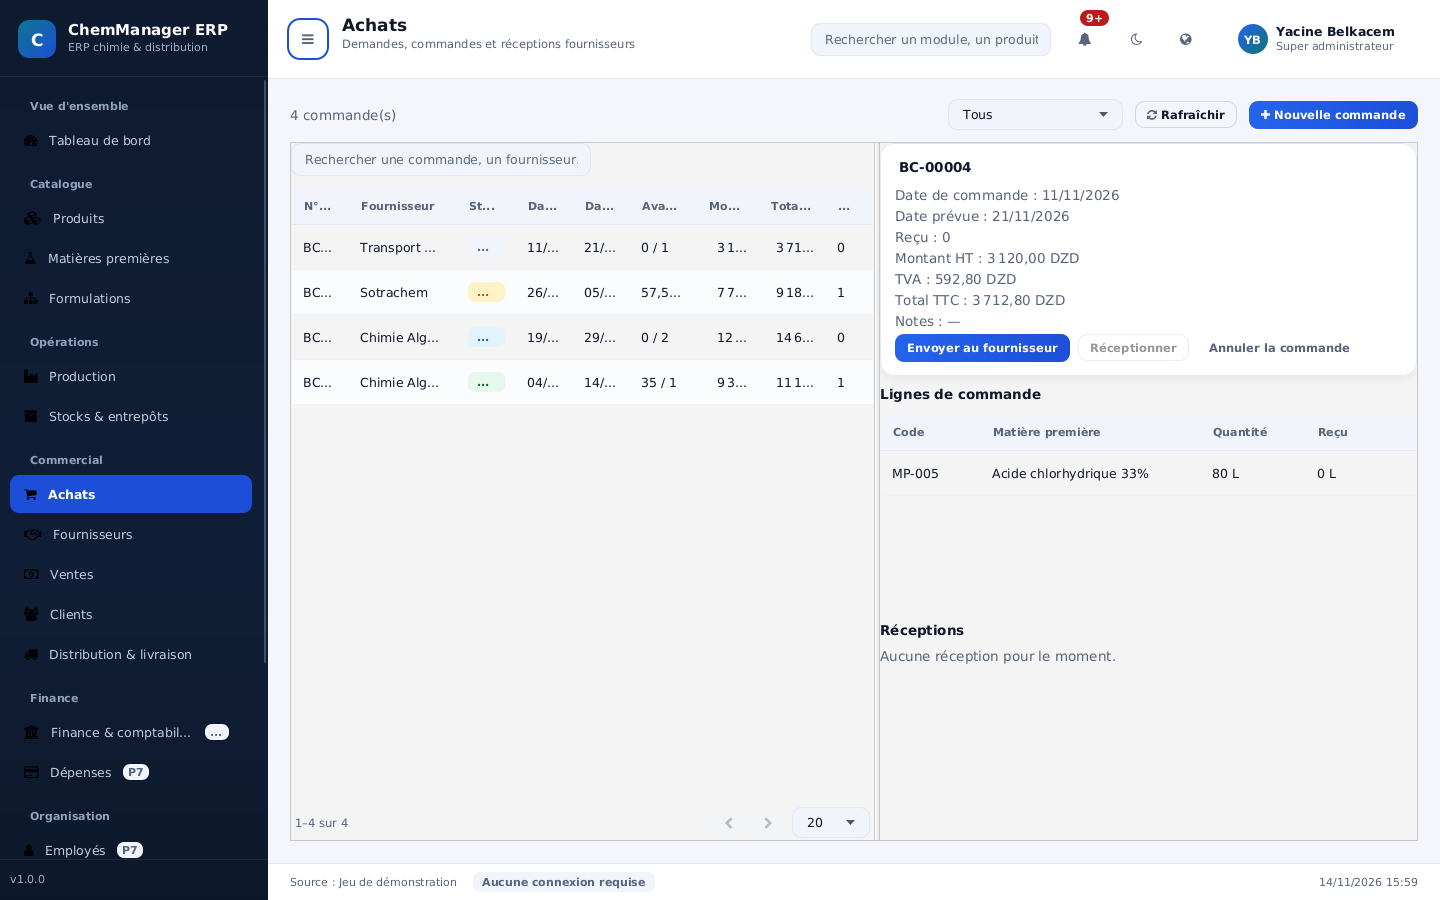 C
ChemManager ERP
ERP chimie & distribution
Vue d'ensemble
Tableau de bord
Catalogue
Produits
Matières premières
Formulations
Opérations
Production
Stocks & entrepôts
Commercial
Achats
Fournisseurs
Ventes
Clients
Distribution & livraison
Finance
Finance & comptabil... ...
Dépenses P7
Organisation
Employés P7
v1.0.0
Achats
Demandes, commandes et réceptions fournisseurs
Rechercher un module, un produit
9+
YB
Yacine Belkacem
Super administrateur
4 commande(s)
Tous
Rafraîchir
Nouvelle commande
Rechercher une commande, un fournisseur.
N°... Fournisseur St... Da... Da... Ava... Mo... Tota... ...
BC... Transport ... ... 11/... 21/... 0 / 1 3 1... 3 71... 0
BC... Sotrachem ... 26/... 05/... 57,5... 7 7... 9 18... 1
BC... Chimie Alg... ... 19/... 29/... 0 / 2 12 ... 14 6... 0
BC... Chimie Alg... ... 04/... 14/... 35 / 1 9 3... 11 1... 1
1–4 sur 4
20
BC-00004
Date de commande : 11/11/2026
Date prévue : 21/11/2026
Reçu : 0
Montant HT : 3 120,00 DZD
TVA : 592,80 DZD
Total TTC : 3 712,80 DZD
Notes : —
Envoyer au fournisseur
Réceptionner
Annuler la commande
Lignes de commande
Code Matière première Quantité Reçu
MP-005 Acide chlorhydrique 33% 80 L 0 L
Réceptions
Aucune réception pour le moment.
Source : Jeu de démonstration
Aucune connexion requise
14/11/2026 15:59